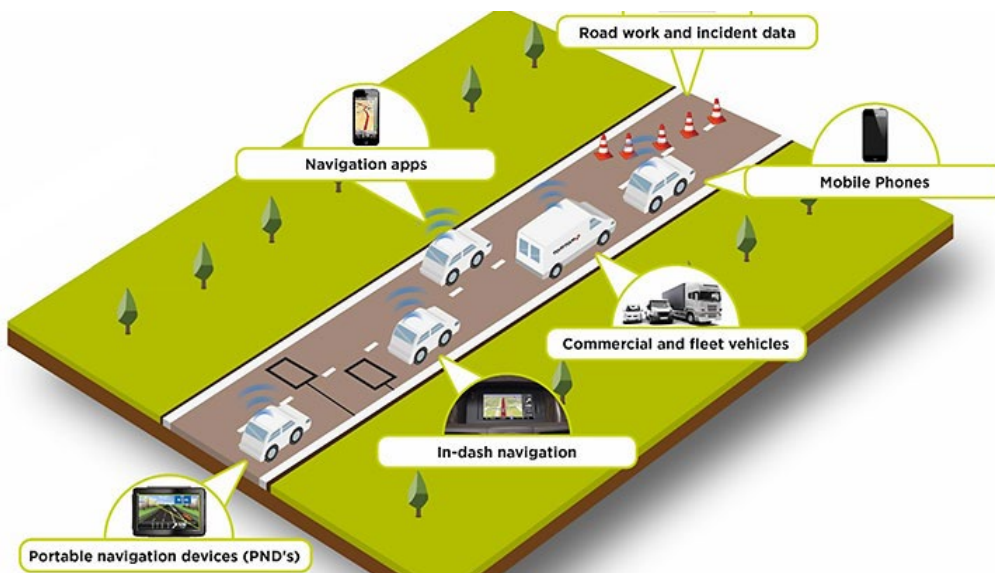 Road work and incident data
Navigation apps
Mobile Phones
Commercial and fleet vehicles
In-dash navigation
Portable navigation devices (PND's)